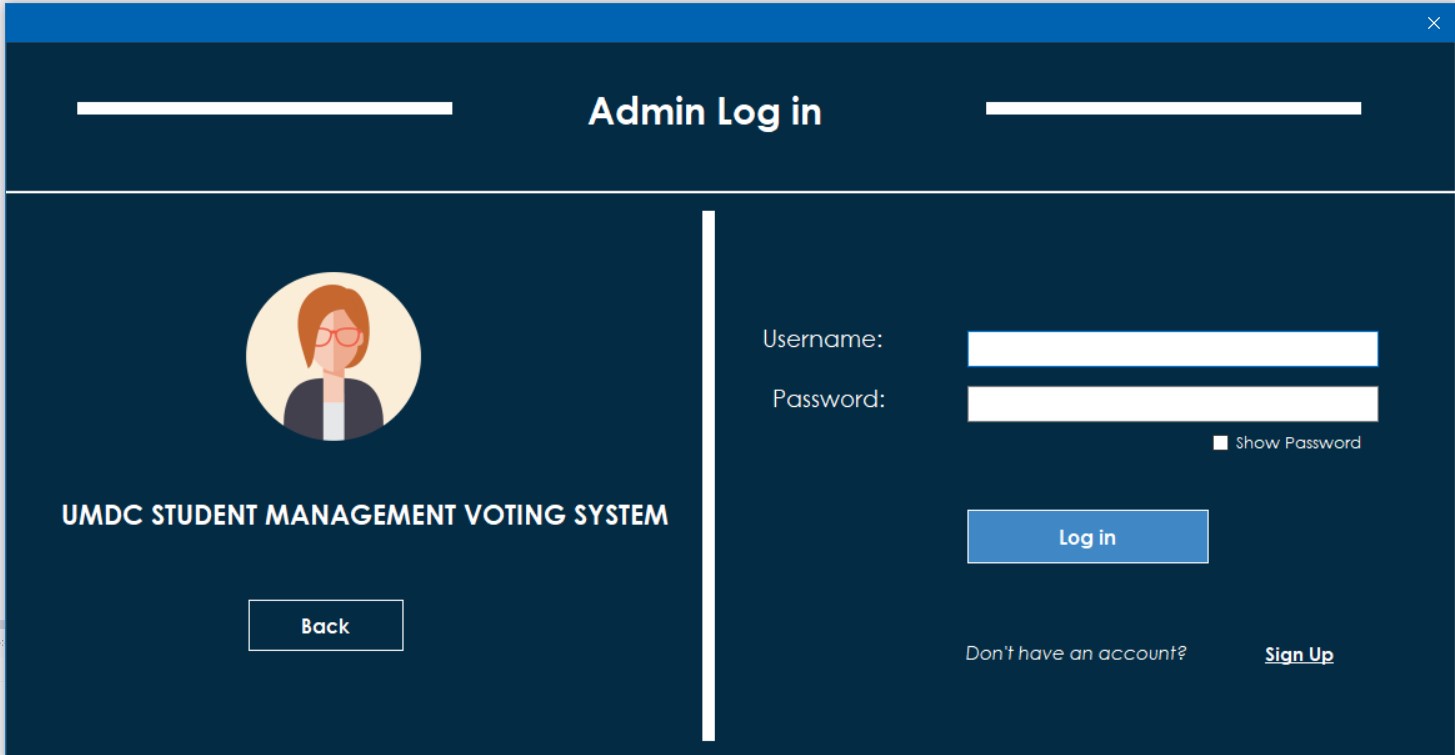 Admin Log in
UMDC STUDENT MANAGEMENT VOTING SYSTEM
Back
Username:
Password:
Show Password
Log in
Don't have an account? Sign Up